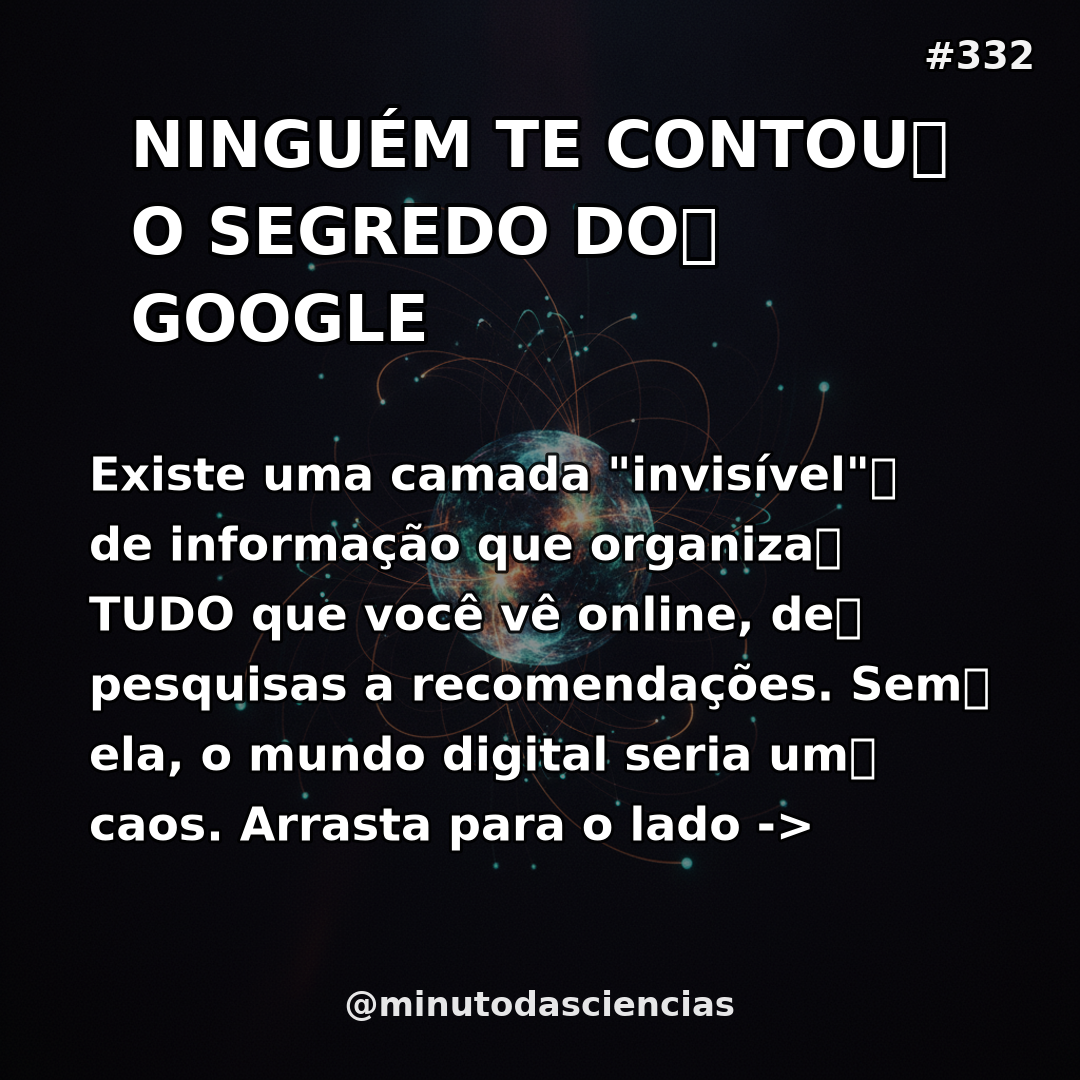 #332
NINGUÉM TE CONTOU▯
O SEGREDO DO▯
GOOGLE
Existe uma camada "invisível"▯
de informação que organiza▯
TUDO que você vê online, de▯
pesquisas a recomendações. Sem▯
ela, o mundo digital seria um▯
caos. Arrasta para o lado ->
@minutodasciencias